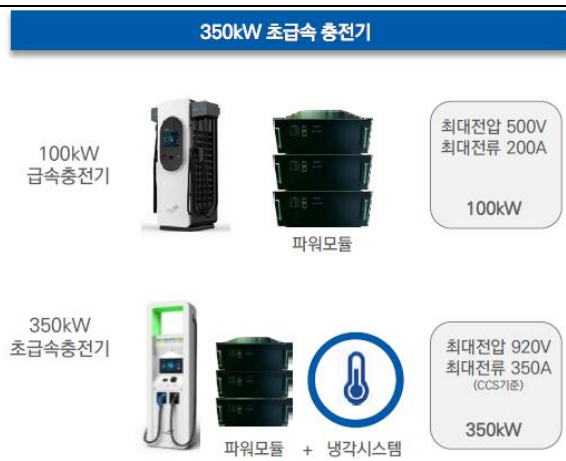 350kW 초급속 충전기
100kW
급속충전기
파워모듈
최대전압 500V
최대전류 200A
100kW
350kW
초급속충전기
파워모듈 + 냉각시스템
최대전압 920V
최대전류 350A
(CCS기준)
350kW